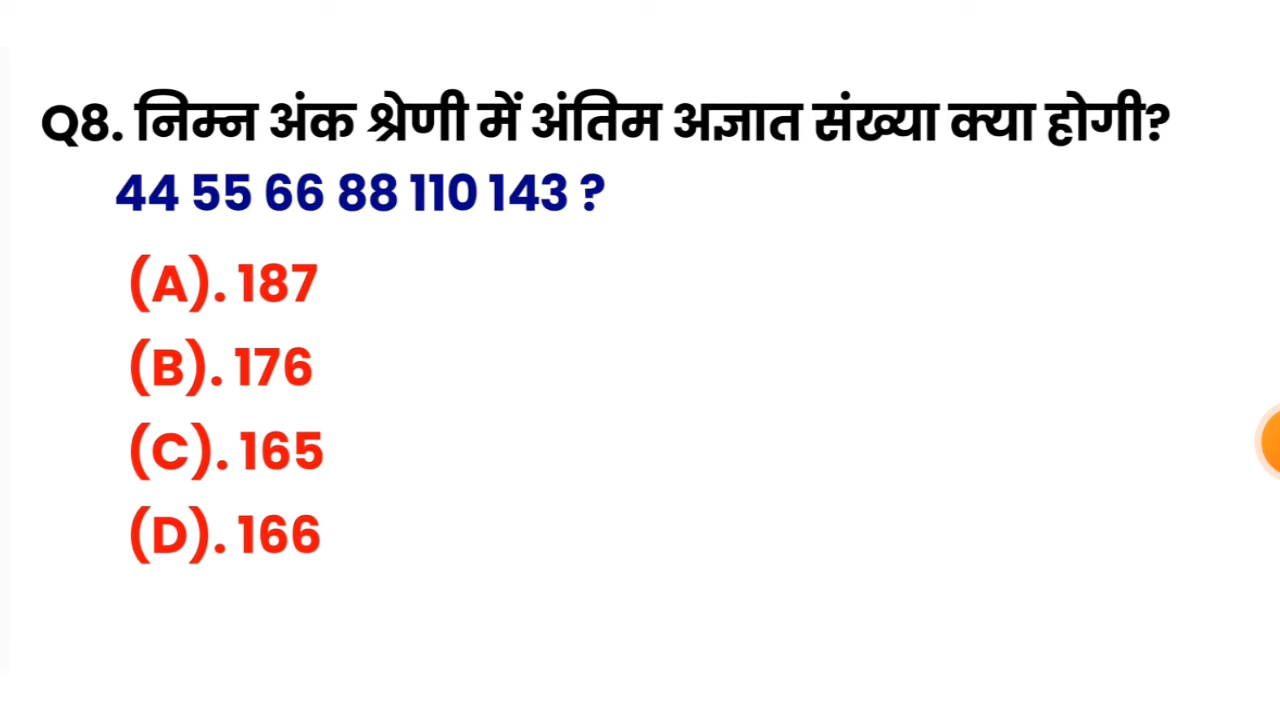 Q8. निम्न अंक श्रेणी में अंतिम अज्ञात संख्या क्या होगी?
44 55 66 88 110 143 ?
(A). 187
(B). 176
(C). 165
(D). 166